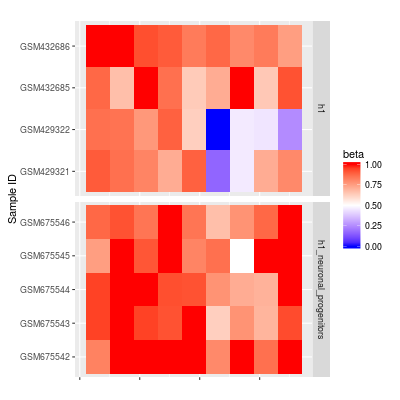 GSM432686
GSM432685
GSM429322
GSM429321
h1
GSM675546
GSM675545
GSM675544
GSM675543
GSM675542
h1_neuronal_progenitors
Sample ID
beta
1.00
0.75
0.50
0.25
0.00